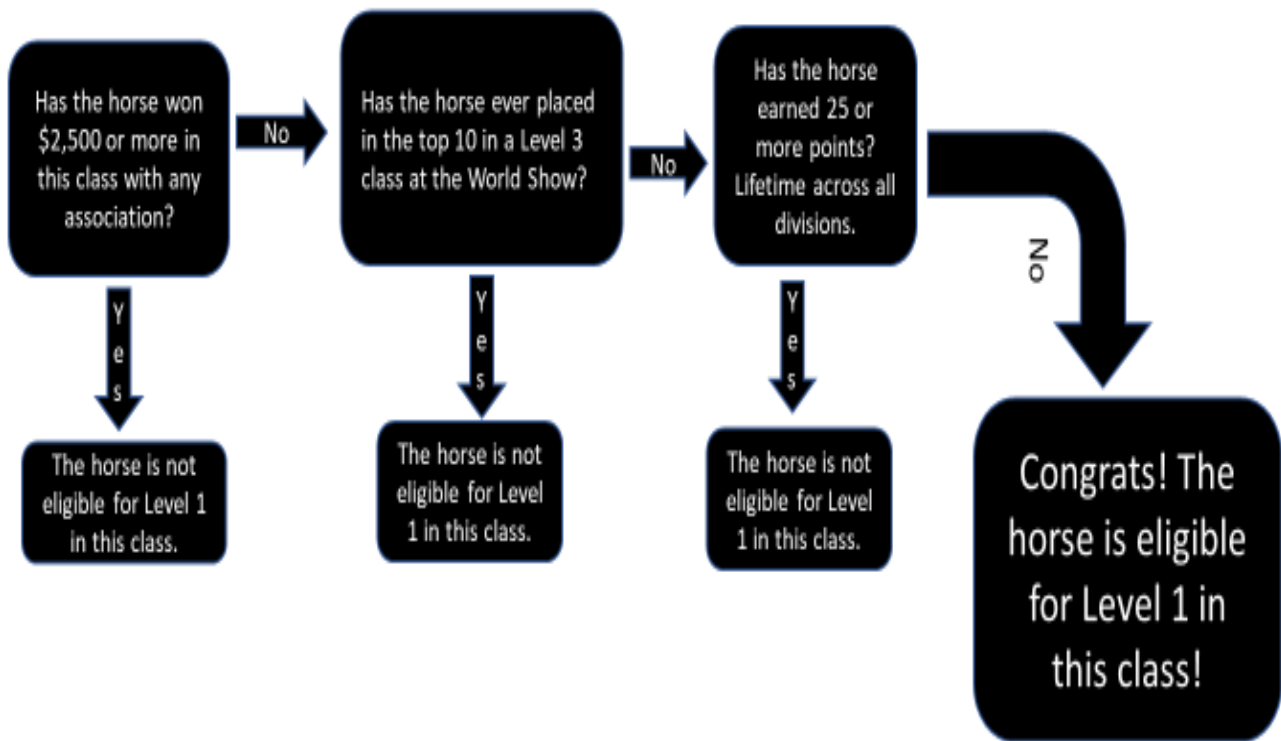 Has the horse won
$2,500 or more in
this class with any
association?
No
Has the horse ever placed
in the top 10 in a Level 3
class at the World Show?
No
Has the horse
earned 25 or
more points?
Lifetime across all
divisions.
No
Yes
The horse is not
eligible for Level 1
in this class.
Yes
The horse is not
eligible for Level
1 in this class.
Yes
The horse is not
eligible for Level
1 in this class.
Congrats! The
horse is eligible
for Level 1 in
this class!